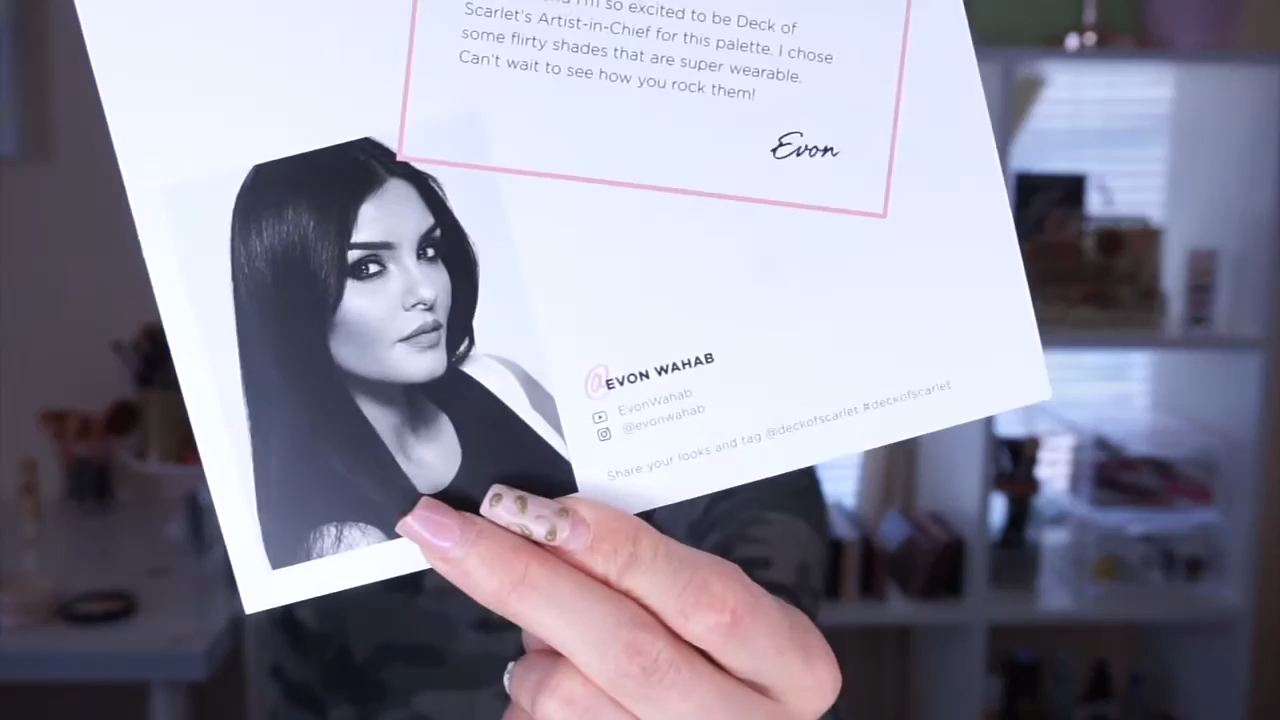 I'm so excited to be Deck of
Scarlet's Artist-in-Chief for this palette. I chose
some flirty shades that are super wearable.
Can't wait to see how you rock them!
Evon
@EVON WAHAB
EvonWahab
@evonwahab
Share your looks and tag @deckofscarlet #deckofscarlet